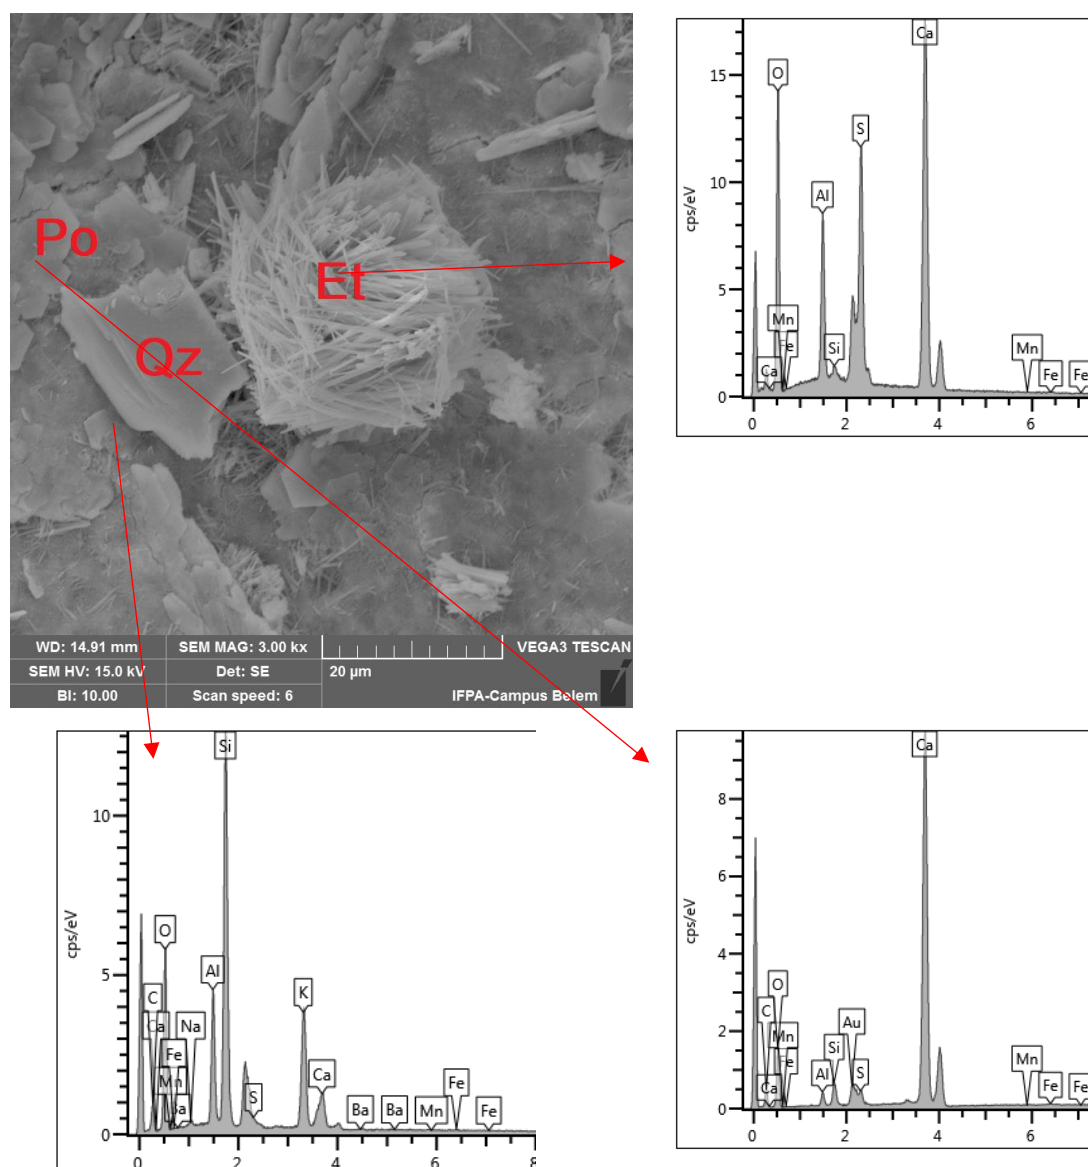 Po
Et
Qz
WD: 14.91 mm
SEM MAG: 3.00 kx
VEGA3 TESCAN
SEM HV: 15.0 kV
Det: SE
20 µm
BI: 10.00
Scan speed: 6
IFPA-Campus Belem
Ca
O
S
Al
Mn
Fe
Si
Ca
Mn
Fe
Fe
15
10
5
0
cps/eV
0 2 4 6
Si
O
Al
C
K
Ca
Na
Fe
Mn
Ba
S
Ca
Ba
Ba
Mn
Fe
Fe
10
5
0
cps/eV
0 2 4 6 8
Ca
O
C
Au
Mn
Si
Fe
Al
S
Ca
Mn
Fe
Fe
8
6
4
2
0
cps/eV
0 2 4 6